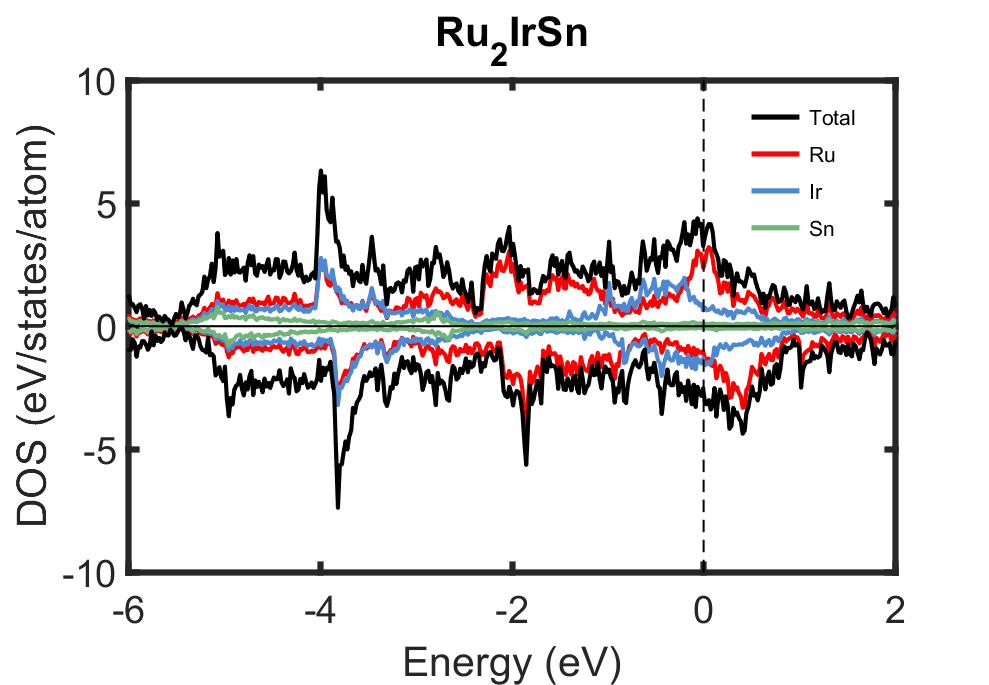 Ru2IrSn
DOS (eV/states/atom)
10
5
0
-5
-10
Total
Ru
Ir
Sn
-6 -4 -2 0 2
Energy (eV)